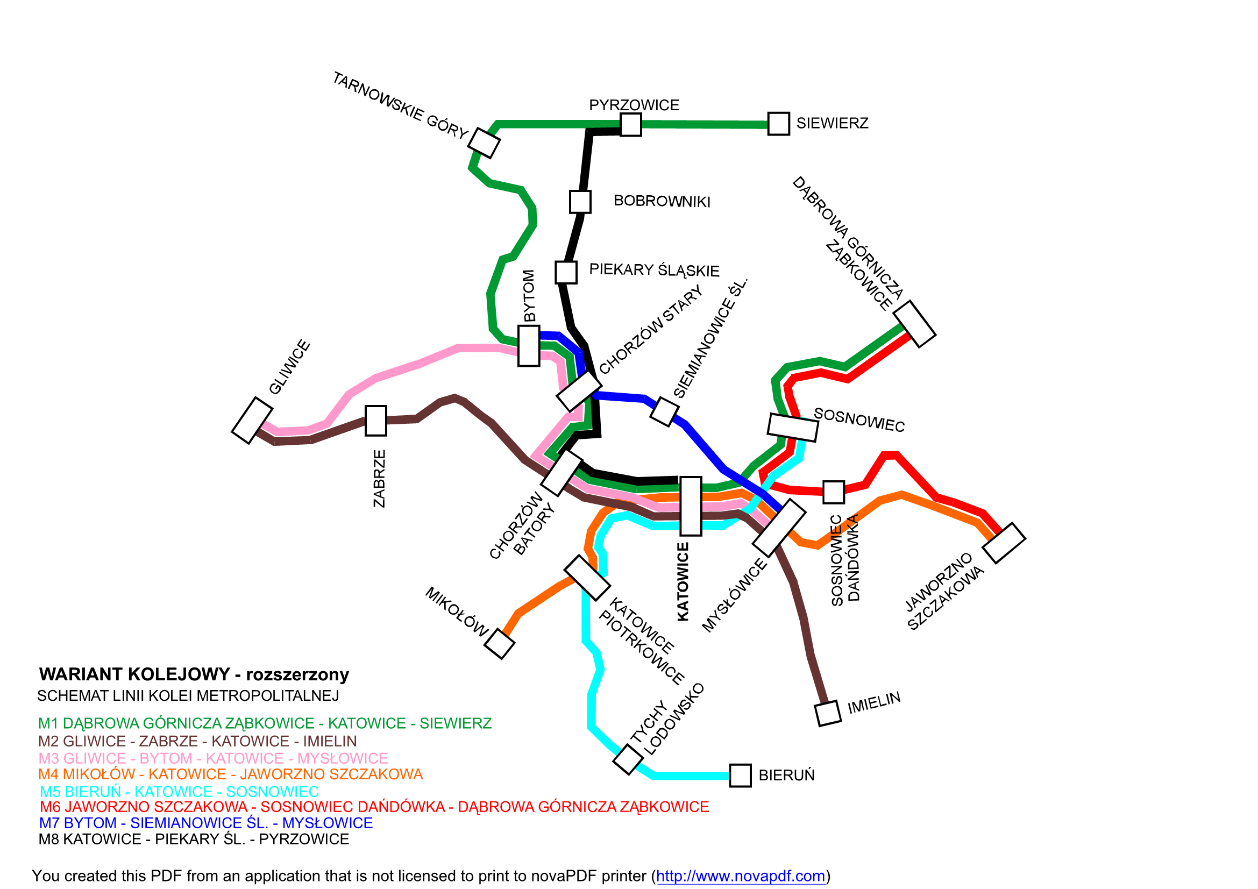 TARNOWSKIE GÓRY
PYRZOWICE
SIEWIERZ
BOBROWNIKI
DĄBROWA GÓRNICZA
ZĄBKOWICE
PIEKARY ŚLĄSKIE
BYTOM
CHORZÓW STARY
SIEMIANOWICE ŚL.
GLIWICE
SOSNOWIEC
ZABRZE
CHORZÓW
BATORY
KATOWICE
MYSŁÓWICE
SOSNOWIEC
DAŃDÓWKA
JAWORZNO
SZCZAKOWA
MIKOŁÓW
KATOWICE
PIOTRKOWICE
IMIELIN
TYCHY
LODOWSKO
BIERUŃ
WARIANT KOLEJOWY - rozszerzony
SCHEMAT LINII KOLEI METROPOLITALNEJ
M1 DĄBROWA GÓRNICZA ZĄBKOWICE - KATOWICE - SIEWIERZ
M2 GLIWICE - ZABRZE - KATOWICE - IMIELIN
M3 GLIWICE - BYTOM - KATOWICE - MYSŁOWICE
M4 MIKOŁÓW - KATOWICE - JAWORZNO SZCZAKOWA
M5 BIERUŃ - KATOWICE - SOSNOWIEC
M6 JAWORZNO SZCZAKOWA - SOSNOWIEC DAŃDÓWKA - DĄBROWA GÓRNICZA ZĄBKOWICE
M7 BYTOM - SIEMIANOWICE ŚL. - MYSŁOWICE
M8 KATOWICE - PIEKARY ŚL. - PYRZOWICE
You created this PDF from an application that is not licensed to print to novaPDF printer (http://www.novapdf.com)